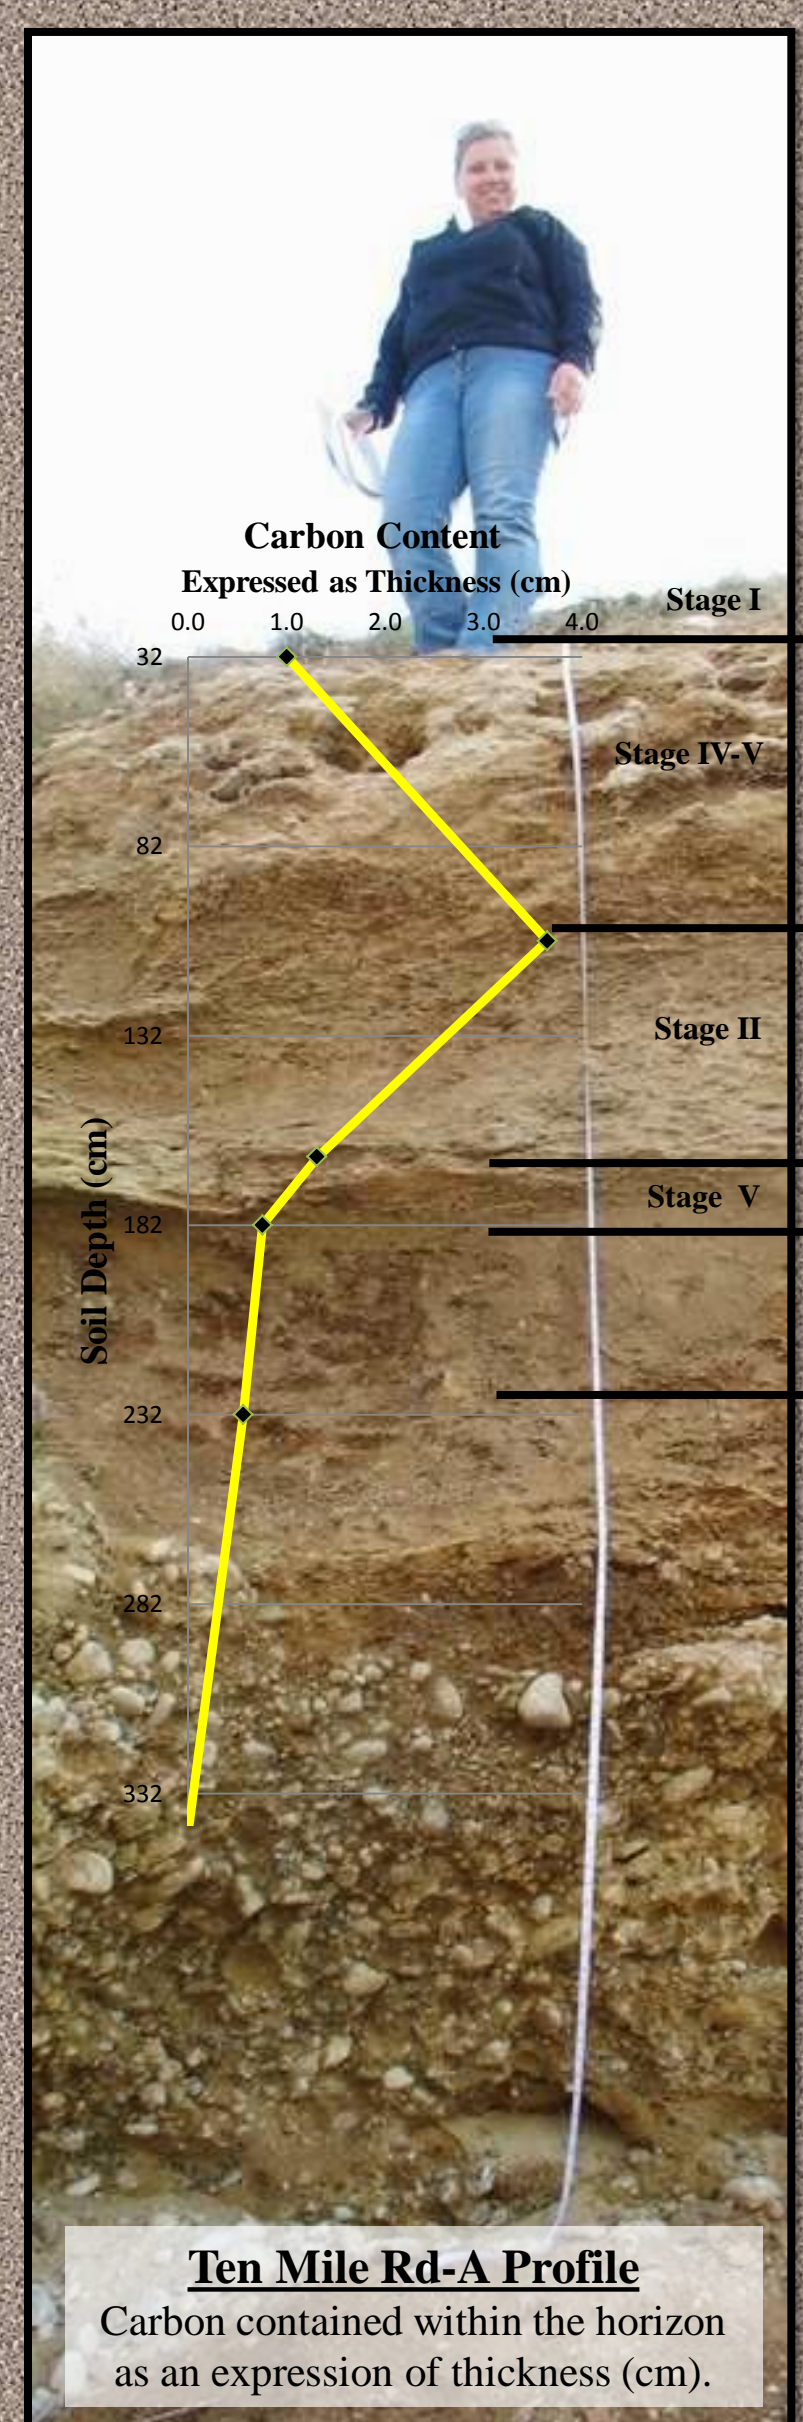 Carbon Content
Expressed as Thickness (cm)
0.0 1.0 2.0 3.0 4.0
Stage I
32
Stage IV-V
82
132
Stage II
Stage V
182
Soil Depth (cm)
232
282
332
Ten Mile Rd-A Profile
Carbon contained within the horizon
as an expression of thickness (cm).